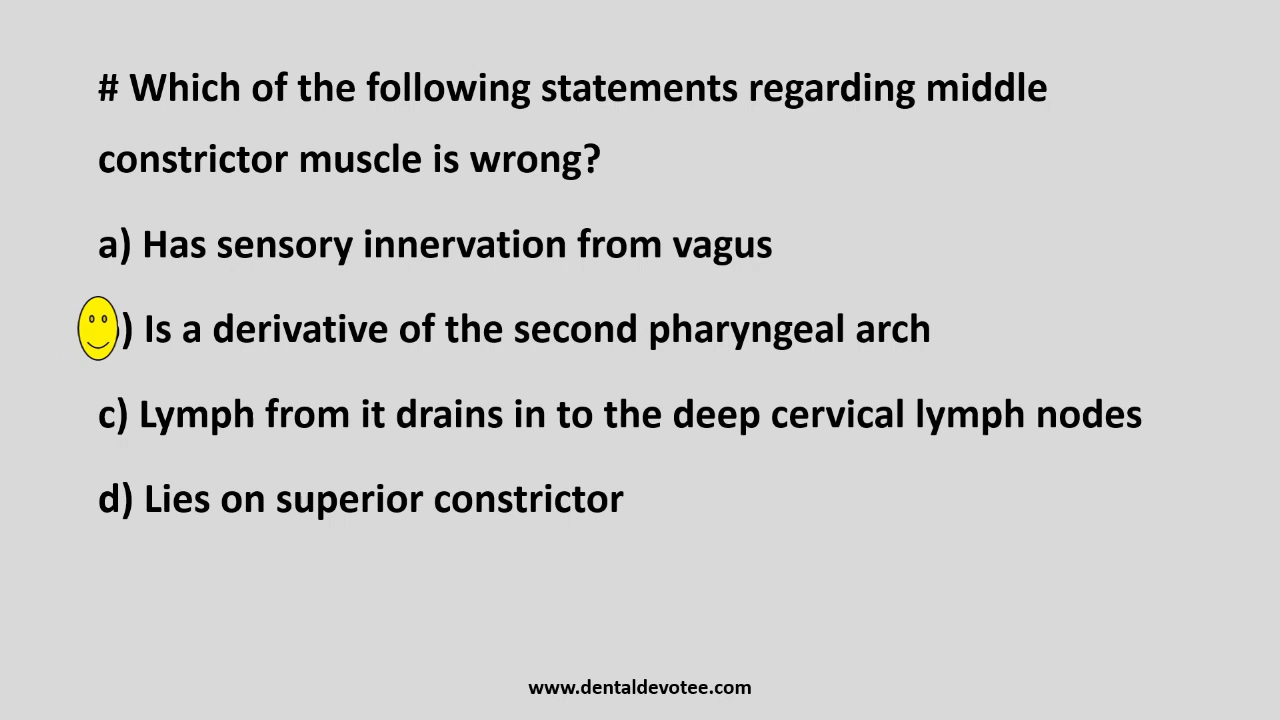 # Which of the following statements regarding middle
constrictor muscle is wrong?
a) Has sensory innervation from vagus
) Is a derivative of the second pharyngeal arch
c) Lymph from it drains in to the deep cervical lymph nodes
d) Lies on superior constrictor
www.dentaldevotee.com